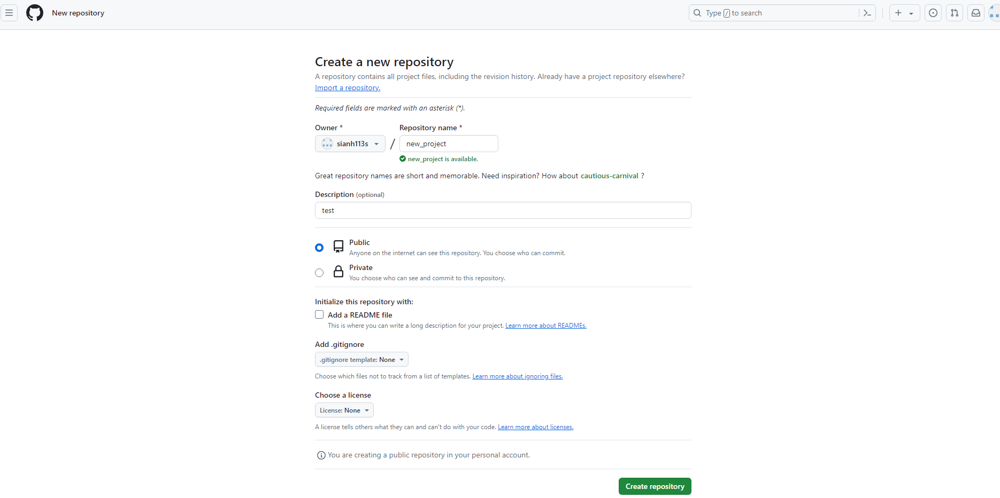 New repository
Type / to search
Create a new repository
A repository contains all project files, including the revision history. Already have a project repository elsewhere?
Import a repository.
Required fields are marked with an asterisk (*).
Owner * Repository name *
sianh113s / new_project
new_project is available.
Great repository names are short and memorable. Need inspiration? How about cautious-carnival ?
Description (optional)
test
Public
Anyone on the internet can see this repository. You choose who can commit.
Private
You choose who can see and commit to this repository.
Initialize this repository with:
Add a README file
This is where you can write a long description for your project. Learn more about READMEs.
Add .gitignore
.gitignore template: None
Choose which files not to track from a list of templates. Learn more about ignoring files.
Choose a license
License: None
A license tells others what they can and can't do with your code. Learn more about licenses.
You are creating a public repository in your personal account.
Create repository